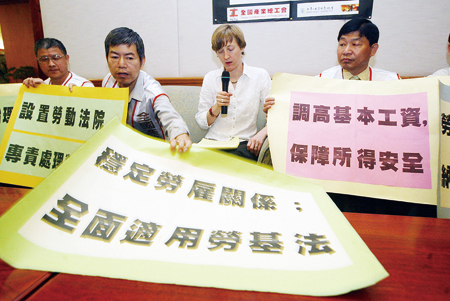 全國產業總工會
設置勞動法院
專責處理
調高基本工資,
保障所得安全
穩定勞雇關係:
全面適用勞基法